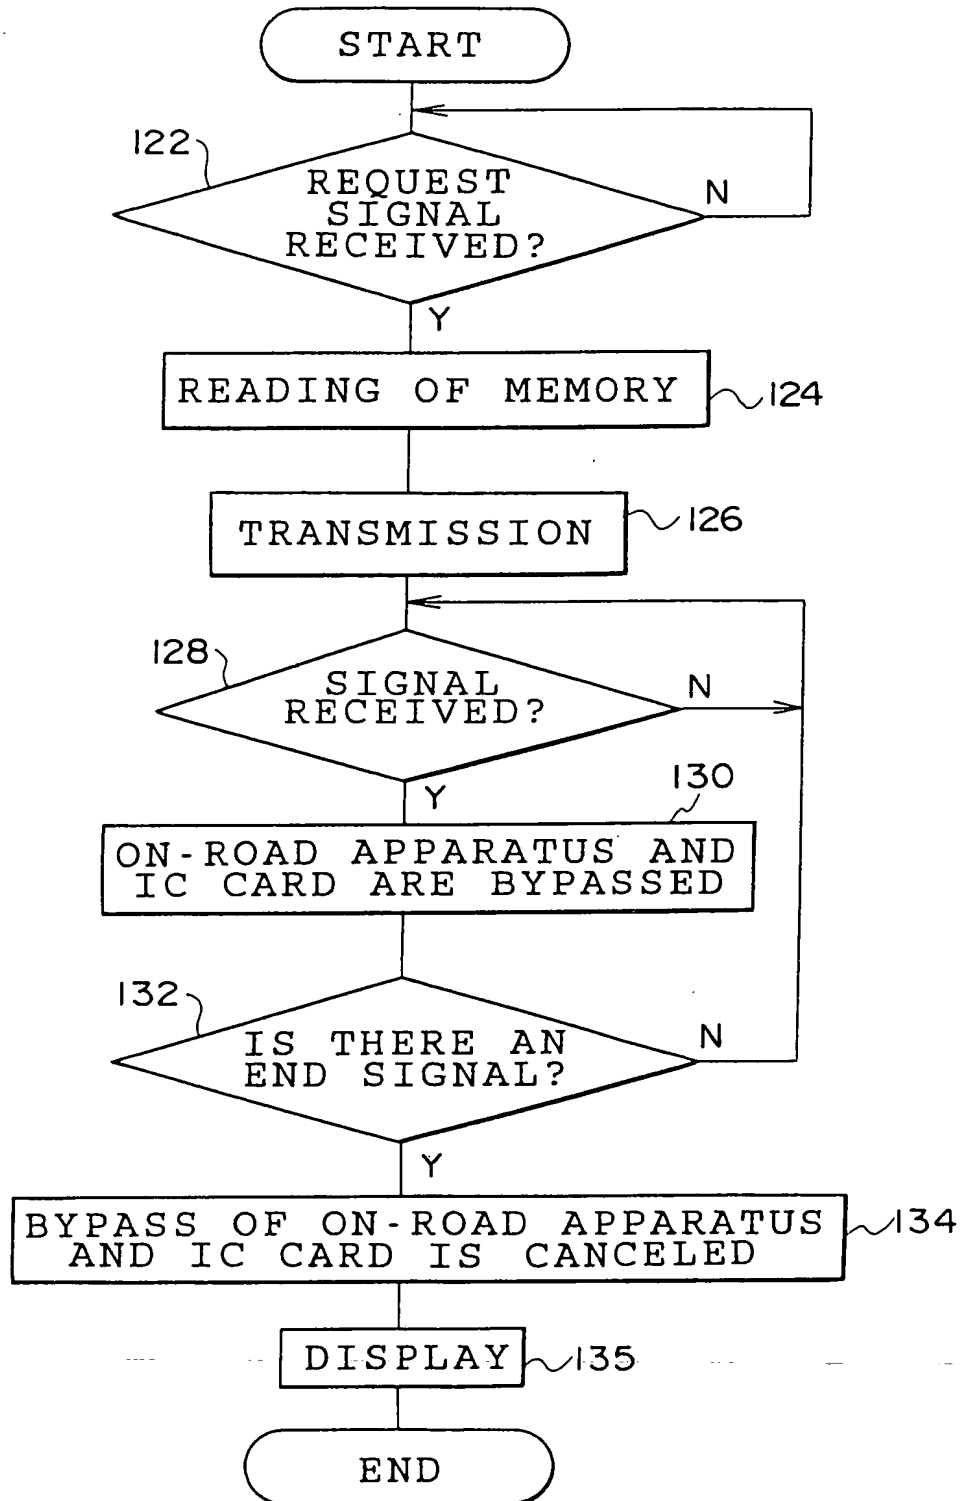 START
122
REQUEST
SIGNAL
RECEIVED?
N
Y
READING OF MEMORY
124
TRANSMISSION
126
128
SIGNAL
RECEIVED?
N
Y
130
ON-ROAD APPARATUS AND
IC CARD ARE BYPASSED
132
IS THERE AN
END SIGNAL?
N
Y
BYPASS OF ON-ROAD APPARATUS
AND IC CARD IS CANCELED
134
DISPLAY
135
END